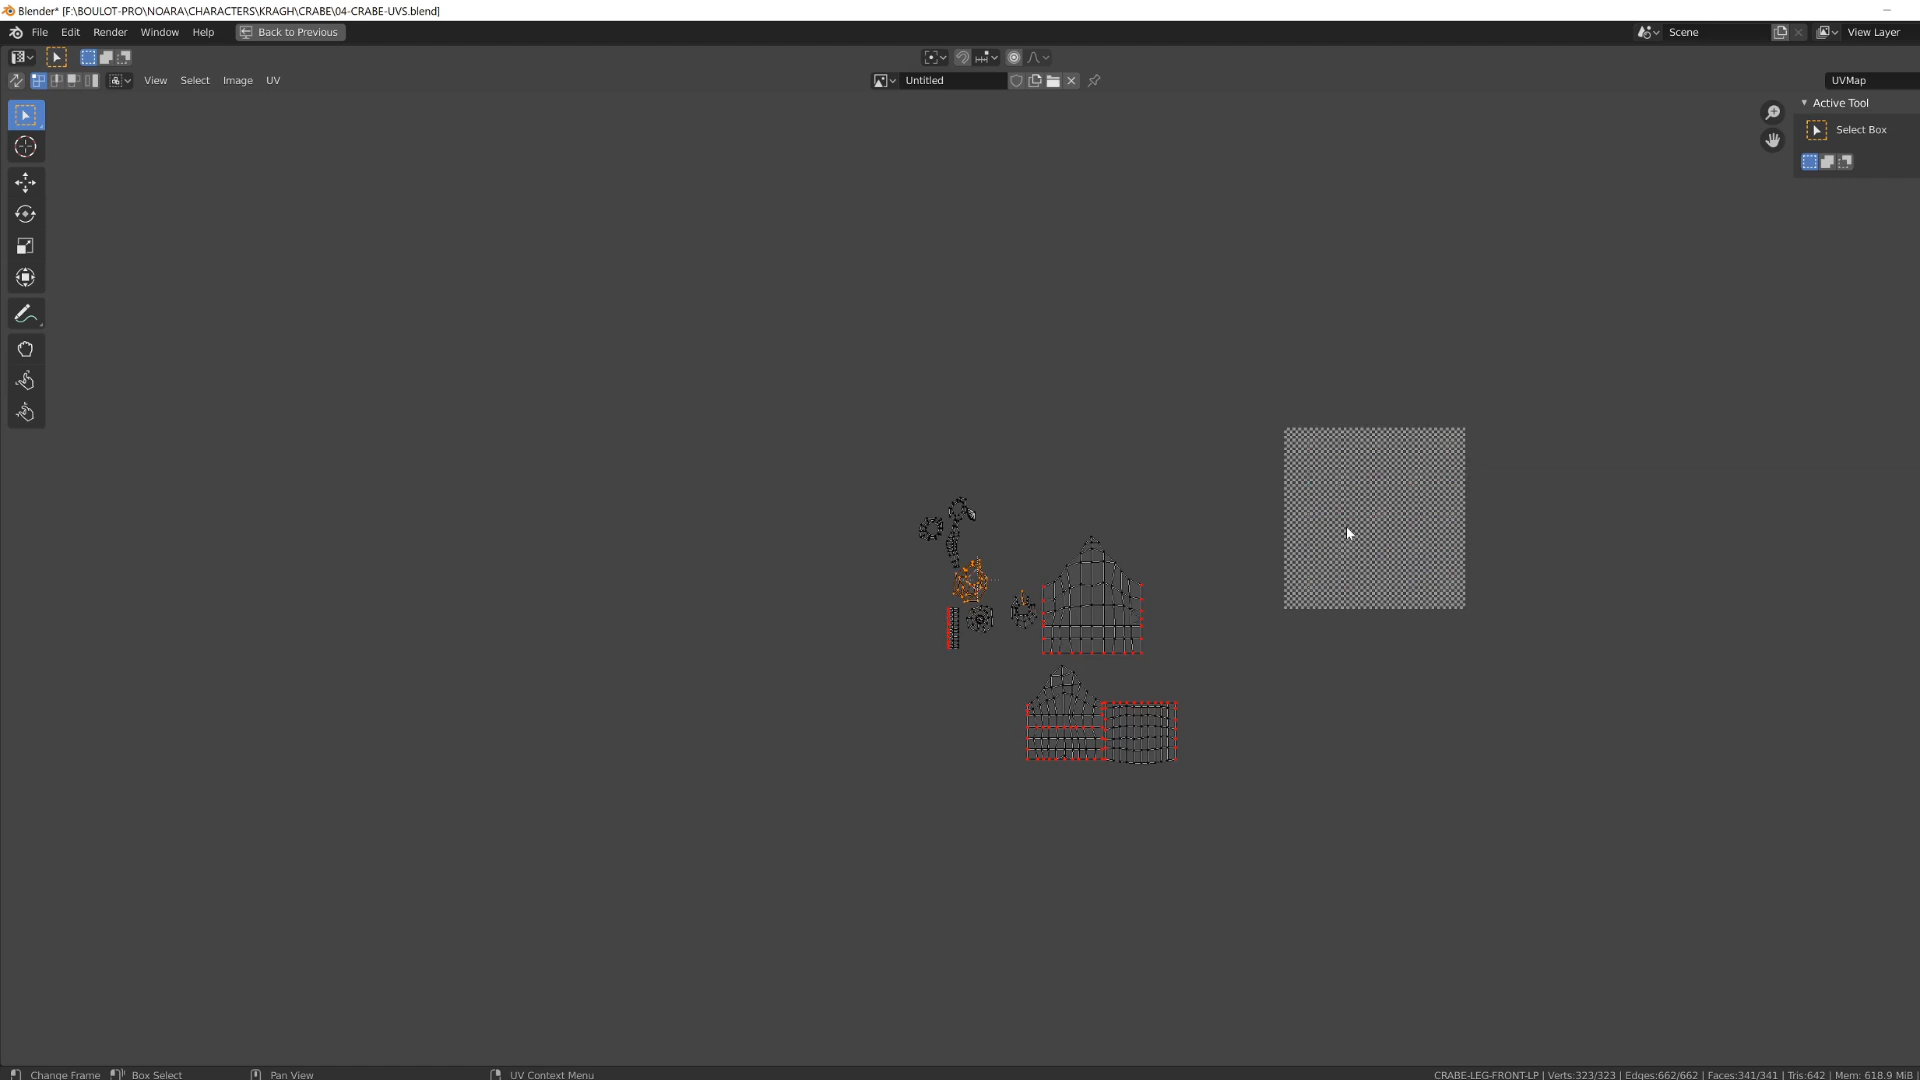 Blender* [F:\BOULOT-PRO\NOARA\CHARACTERS\KRAGH\CRABE\04-CRABE-UVS.blend]
File Edit Render Window Help Back to Previous Scene View Layer
View Select Image UV Untitled UVMap
Active Tool
Select Box
Change Frame Box Select Pan View UV Context Menu CRABE-LEG-FRONT-LP | Verts:323/323 | Edges:662/662 | Faces:341/341 | Tris:642 | Mem: 618.9 MiB |